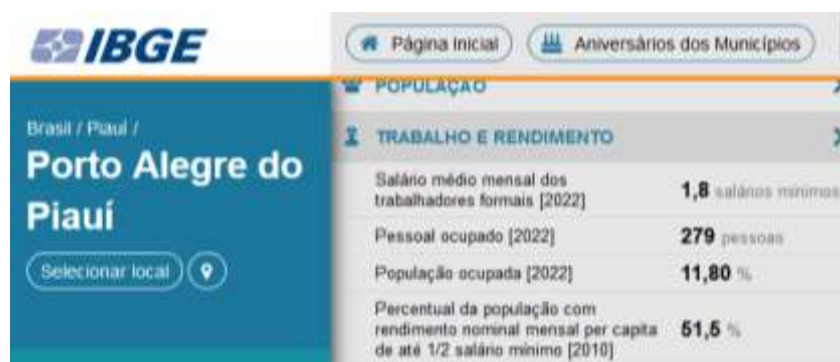 IBGE
Página Inicial
Aniversários dos Municípios
POPULAÇÃO
Brasil / Piauí /
Porto Alegre do
Piauí
Selecionar local
TRABALHO E RENDIMENTO
Salário médio mensal dos
trabalhadores formais [2022]
1,8 salários mínimos
Pessoal ocupado [2022]
279 pessoas
População ocupada [2022]
11,80 %
Percentual da população com
rendimento nominal mensal per capita
de até 1/2 salário mínimo [2010]
51,5 %